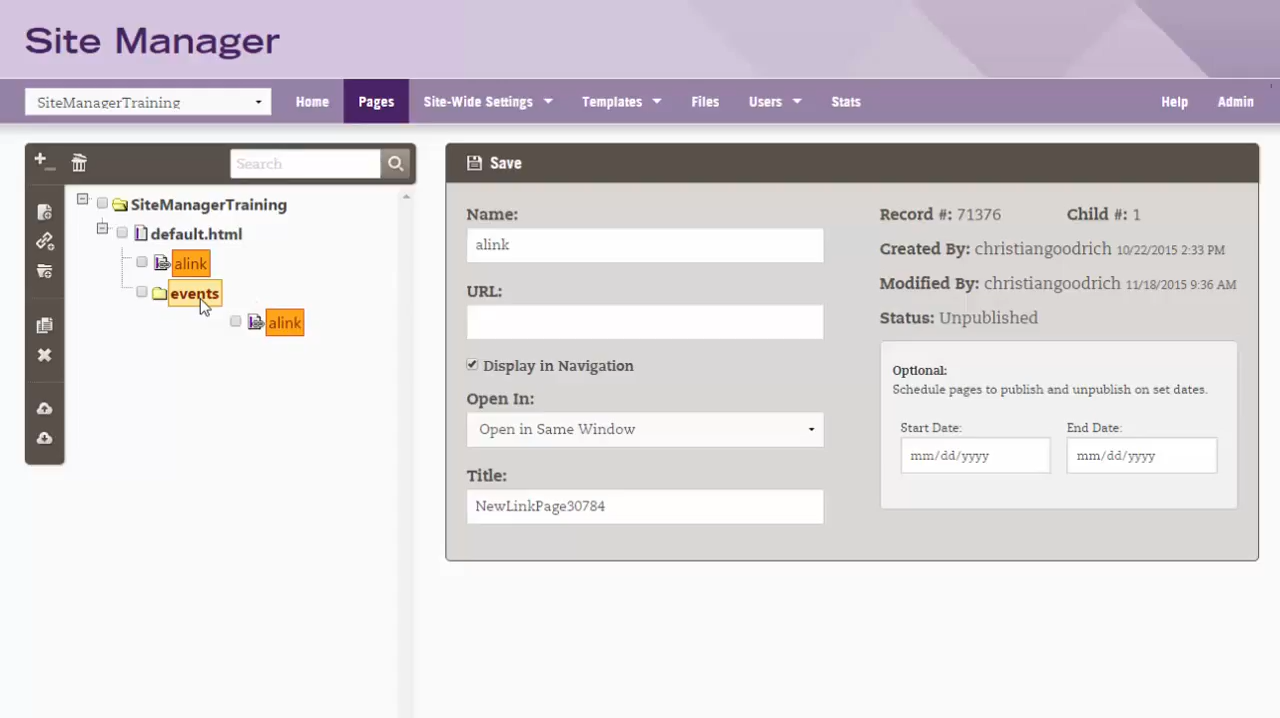 Site Manager
SiteManagerTraining
Home
Pages
Site-Wide Settings
Templates
Files
Users
Stats
Help
Admin
Search
SiteManagerTraining
default.html
alink
events
alink
Save
Name:
alink
URL:
Display in Navigation
Open In:
Open in Same Window
Title:
NewLinkPage30784
Record #: 71376
Child #: 1
Created By: christiangoodrich 10/22/2015 2:33 PM
Modified By: christiangoodrich 11/18/2015 9:36 AM
Status: Unpublished
Optional:
Schedule pages to publish and unpublish on set dates.
Start Date:
End Date:
mm/dd/yyyy
mm/dd/yyyy